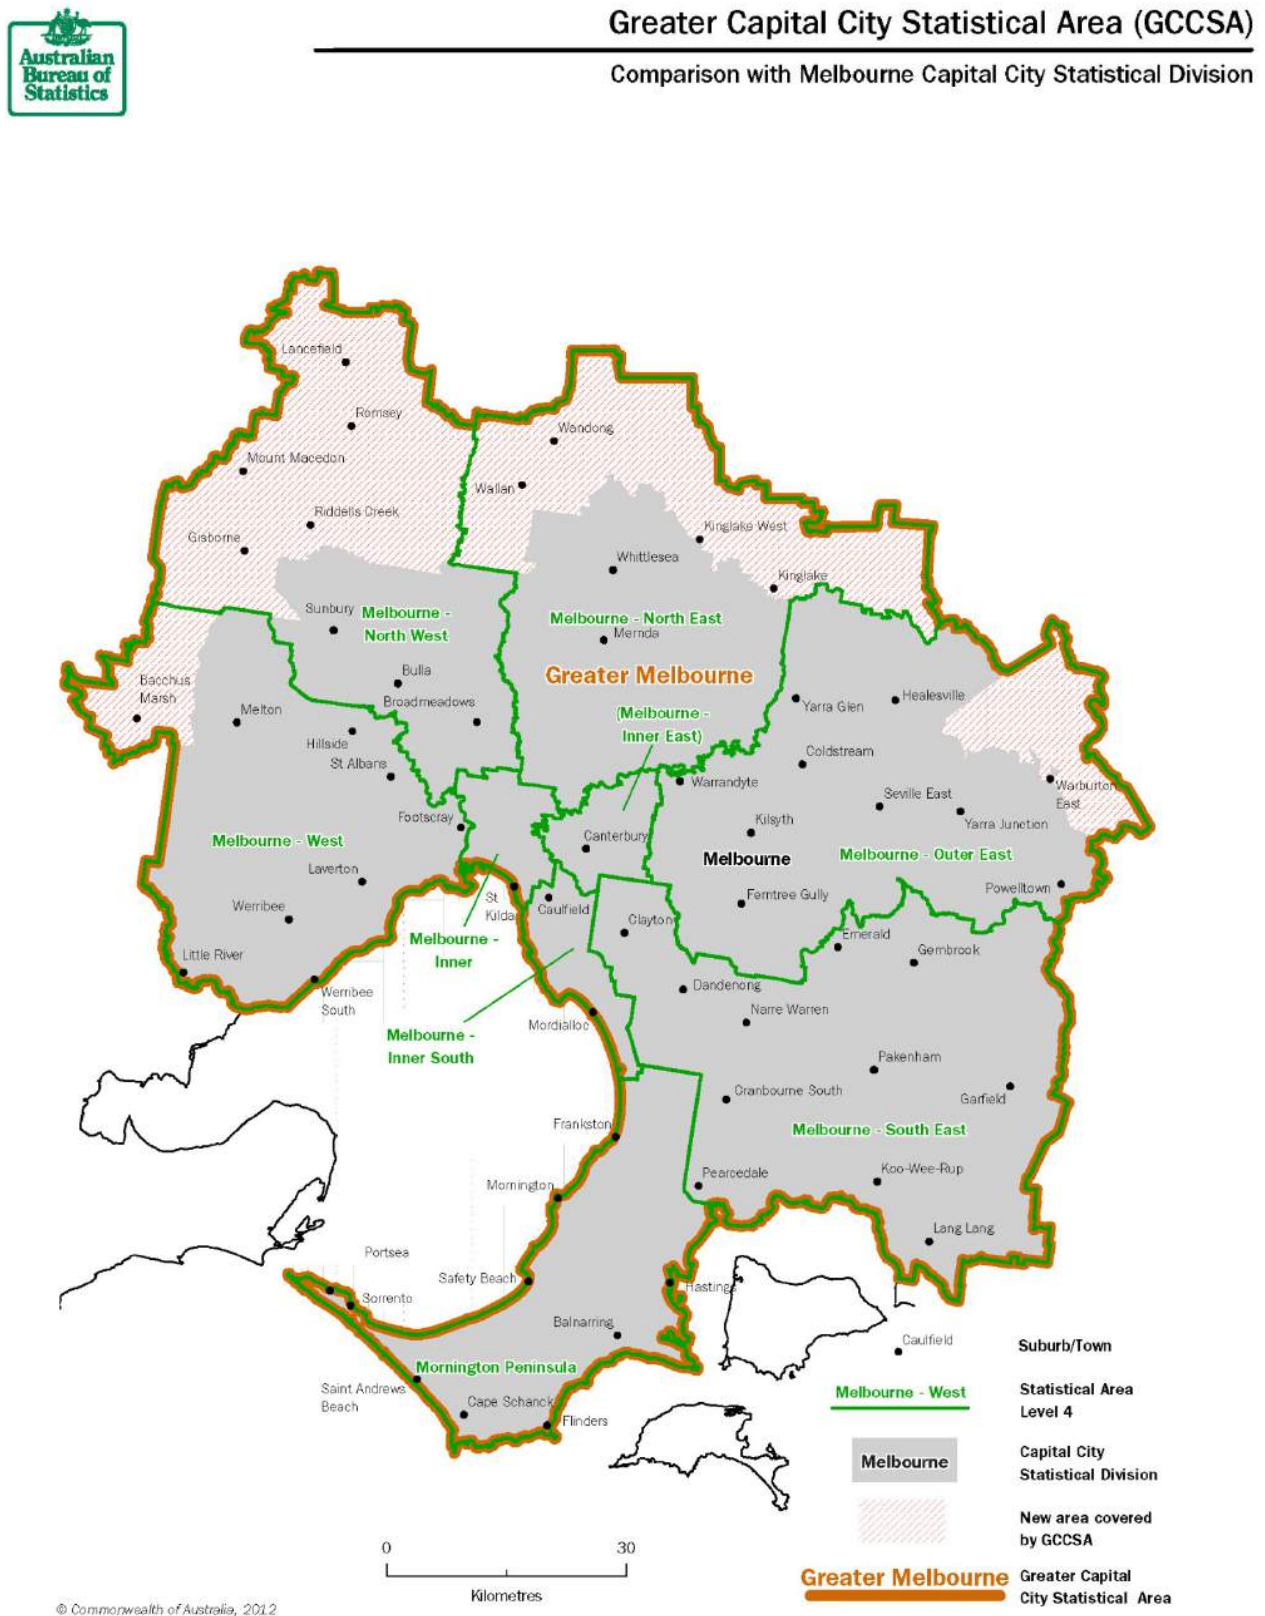 Australian
Bureau of
Statistics
Greater Capital City Statistical Area (GCCSA)
Comparison with Melbourne Capital City Statistical Division
Lancefield
Romsey
Mount Macedon
Riddells Creek
Gisborne
Wandong
Wallan
Kinglake West
Whittlesea
Kinglake
Sunbury
Melbourne -
North West
Melbourne - North East
Mernda
Bulla
Greater Melbourne
Bacchus
Marsh
Broadmeadows
Melton
(Melbourne -
Inner East)
Yarra Glen
Healesville
Hillside
St Albans
Coldstream
Warrandyte
Warburton
East
Seville East
Footscray
Kilsyth
Yarra Junction
Melbourne - West
Canterbury
Melbourne
Melbourne - Outer East
Laverton
Powelltown
Werribee
St
Kilda
Caulfield
Clayton
Ferntree Gully
Melbourne -
Inner
Emerald
Gembrook
Little River
Werribee
South
Dandenong
Narre Warren
Mordialloc
Melbourne -
Inner South
Pakenham
Cranbourne South
Garfield
Frankston
Melbourne - South East
Pearcedale
Koo-Wee-Rup
Mornington
Lang Lang
Portsea
Safety Beach
Hastings
Sorrento
Balnarring
Mornington Peninsula
Saint Andrews
Beach
Cape Schanck
Flinders
Caulfield
Suburb/Town
Melbourne - West
Statistical Area
Level 4
Melbourne
Capital City
Statistical Division
New area covered
by GCCSA
Greater Melbourne
Greater Capital
City Statistical Area
0 30
Kilometres
© Commonwealth of Australia, 2012